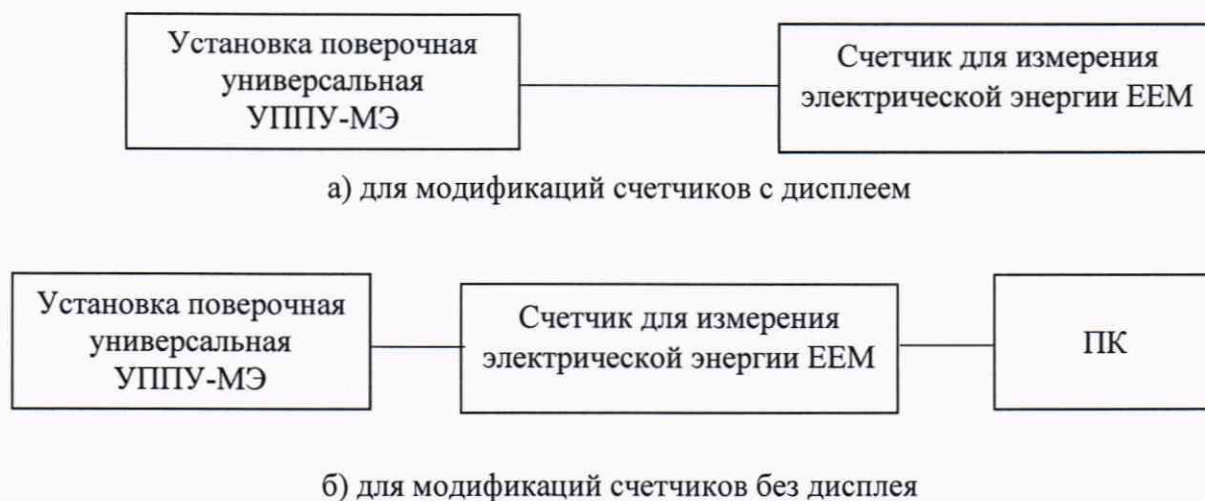 Установка поверочная
универсальная
УППУ-МЭ
Счетчик для измерения
электрической энергии ЕЕМ
а) для модификаций счетчиков с дисплеем
Установка поверочная
универсальная
УППУ-МЭ
Счетчик для измерения
электрической энергии ЕЕМ
ПК
б) для модификаций счетчиков без дисплея